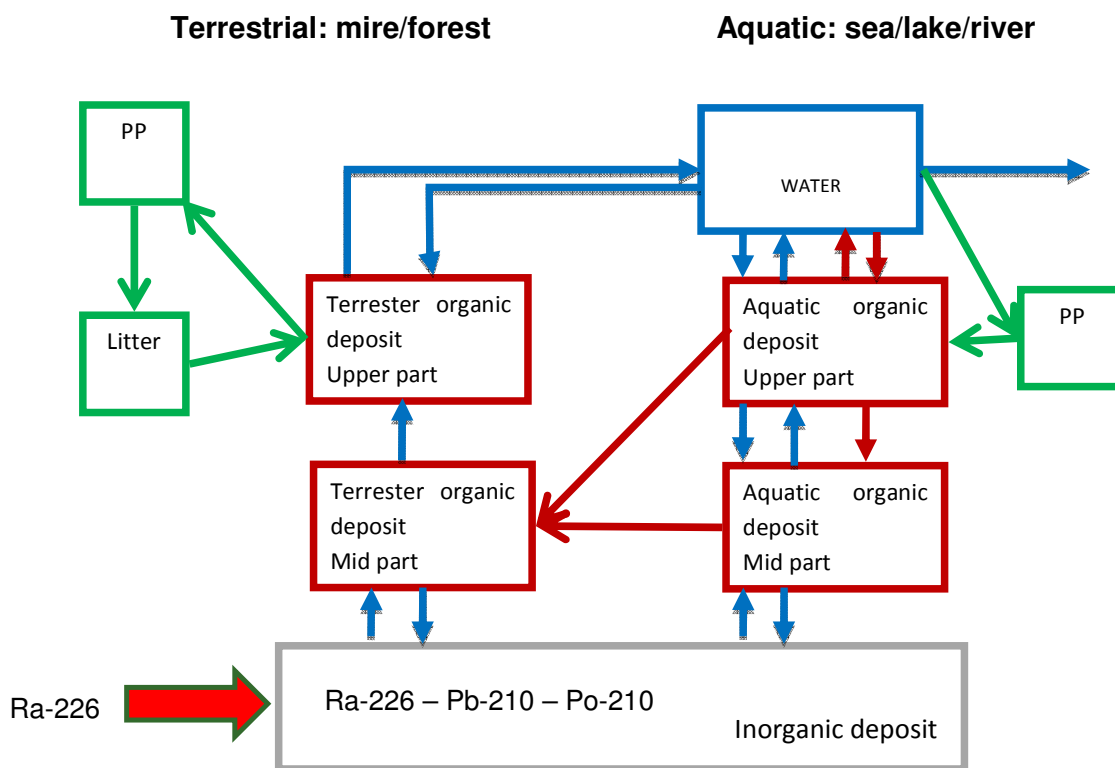 Terrestrial: mire/forest
Aquatic: sea/lake/river
PP
WATER
Litter
Terrester organic
deposit
Upper part
Aquatic organic
deposit
Upper part
PP
Terrester organic
deposit
Mid part
Aquatic organic
deposit
Mid part
Ra-226
Ra-226 – Pb-210 – Po-210
Inorganic deposit